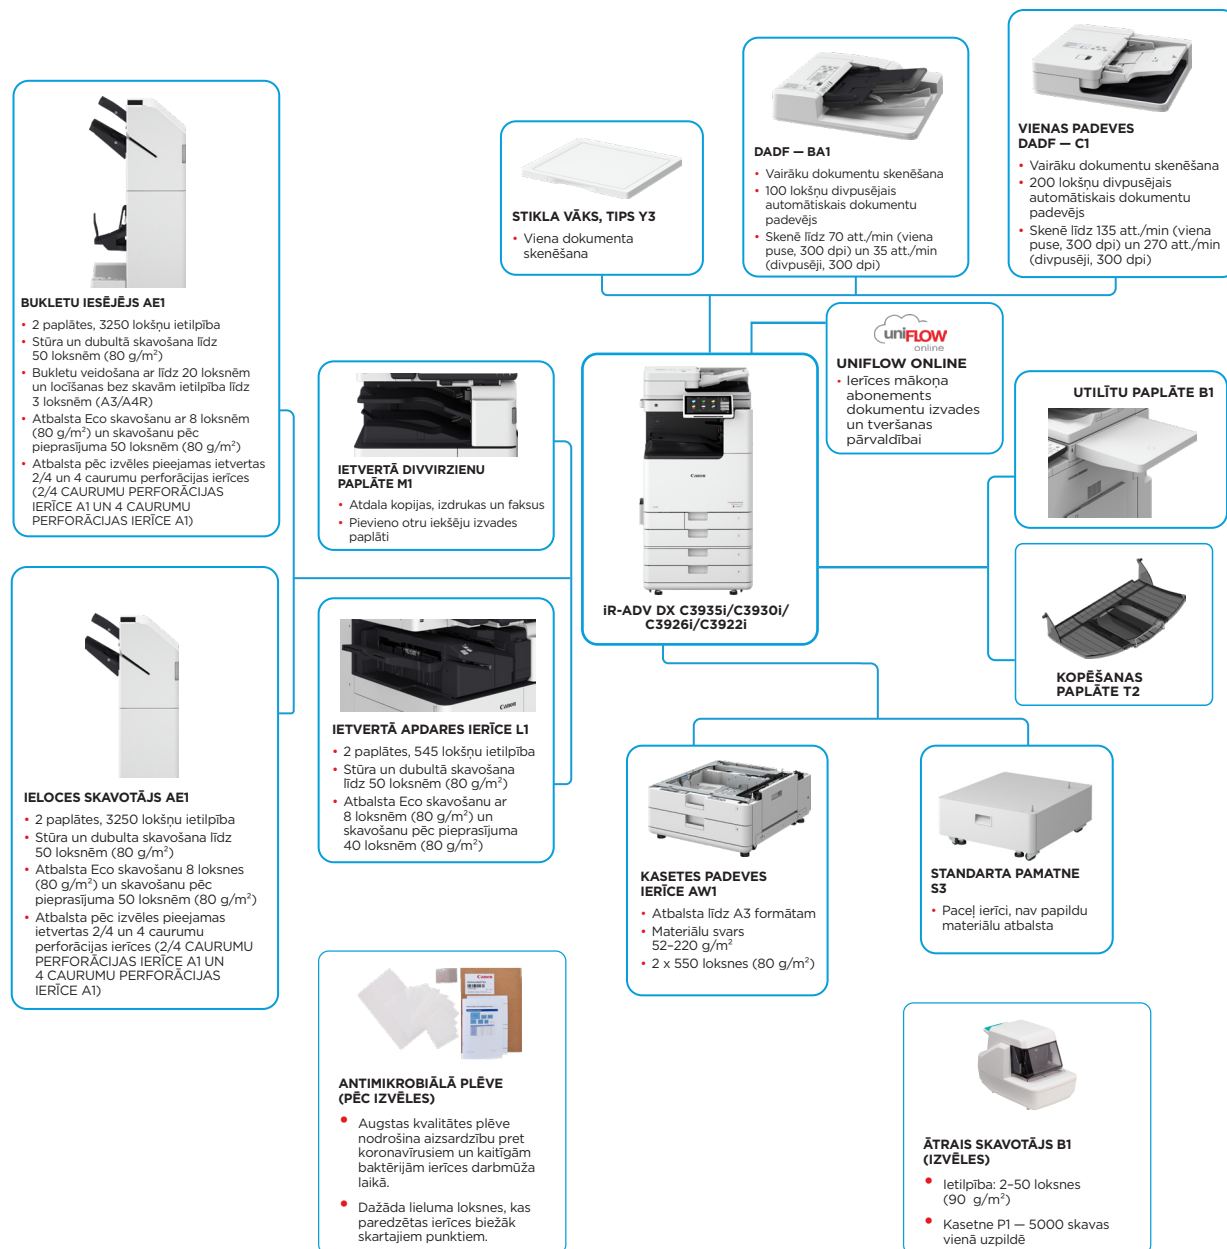 BUKLETU IESĒJĒJS AE1
• 2 paplātes, 3250 lokšņu ietilpība
• Stūra un dubultā skavošana līdz
50 loksnēm (80 g/m²)
• Bukletu veidošana ar līdz 20 loksnēm
un locīšanas bez skavām ietilpība līdz
3 loksnēm (A3/A4R)
• Atbalsta Eco skavošanu ar 8 loksnēm
(80 g/m²) un skavošanu pēc
pieprasījuma 50 loksnēm (80 g/m²)
• Atbalsta pēc izvēles pieejamas ietvertas
2/4 un 4 caurumu perforācijas ierīces
(2/4 CAURUMU PERFORĀCIJAS
IERĪCE A1 UN 4 CAURUMU
PERFORĀCIJAS IERĪCE A1)
STIKLA VĀKS, TIPS Y3
• Viena dokumenta
skenēšana
DADF — BA1
• Vairāku dokumentu skenēšana
• 100 lokšņu divpusējais
automātiskais dokumentu
padevējs
• Skenē līdz 70 att./min (viena
puse, 300 dpi) un 35 att./min
(divpusēji, 300 dpi)
VIENAS PADEVES
DADF — C1
• Vairāku dokumentu skenēšana
• 200 lokšņu divpusējais
automātiskais dokumentu
padevējs
• Skenē līdz 135 att./min (viena
puse, 300 dpi) un 270 att./min
(divpusēji, 300 dpi)
uniFLOW
online
UNIFLOW ONLINE
• Ierīces mākoņa
abonements
dokumentu izvades
un tveršanas
pārvaldībai
IETVERTĀ DIVVIRZIENU
PAPLĀTE M1
• Atdala kopijas, izdrukas un faksus
• Pievieno otru iekšēju izvades
paplāti
Canon
iR-ADV DX C3935i/C3930i/
C3926i/C3922i
UTILĪTU PAPLĀTE B1
KOPĒŠANAS
PAPLĀTE T2
IELOCES SKAVOTĀJS AE1
• 2 paplātes, 3250 lokšņu ietilpība
• Stūra un dubulta skavošana līdz
50 loksnēm (80 g/m²)
• Atbalsta Eco skavošanu 8 loksnes
(80 g/m²) un skavošanu pēc
pieprasījuma 50 loksnēm (80 g/m²)
• Atbalsta pēc izvēles pieejamas
ietvertas 2/4 un 4 caurumu
perforācijas ierīces (2/4 CAURUMU
PERFORĀCIJAS IERĪCE A1 UN
4 CAURUMU PERFORĀCIJAS
IERĪCE A1)
Canon
IETVERTĀ APDARES IERĪCE L1
• 2 paplātes, 545 lokšņu ietilpība
• Stūra un dubultā skavošana
līdz 50 loksnēm (80 g/m²)
• Atbalsta Eco skavošanu ar
8 loksnēm (80 g/m²) un
skavošanu pēc pieprasījuma
40 loksnēm (80 g/m²)
KASETES PADEVES
IERĪCE AW1
• Atbalsta līdz A3 formātam
• Materiālu svars
52–220 g/m²
• 2 x 550 loksnes (80 g/m²)
STANDARTA PAMATNE
S3
• Paceļ ierīci, nav papildu
materiālu atbalsta
Canon
ANTIMIKROBIĀLĀ PLĒVE
(PĒC IZVĒLES)
• Augstas kvalitātes plēve
nodrošina aizsardzību pret
koronavīrusiem un kaitīgām
baktērijām ierīces darbmūža
laikā.
• Dažāda lieluma loksnes, kas
paredzētas ierīces biežāk
skartajiem punktiem.
ĀTRAIS SKAVOTĀJS B1
(IZVĒLES)
• Ietilpība: 2–50 loksnes
(90 g/m²)
• Kasetne P1 — 5000 skavas
vienā uzpildē